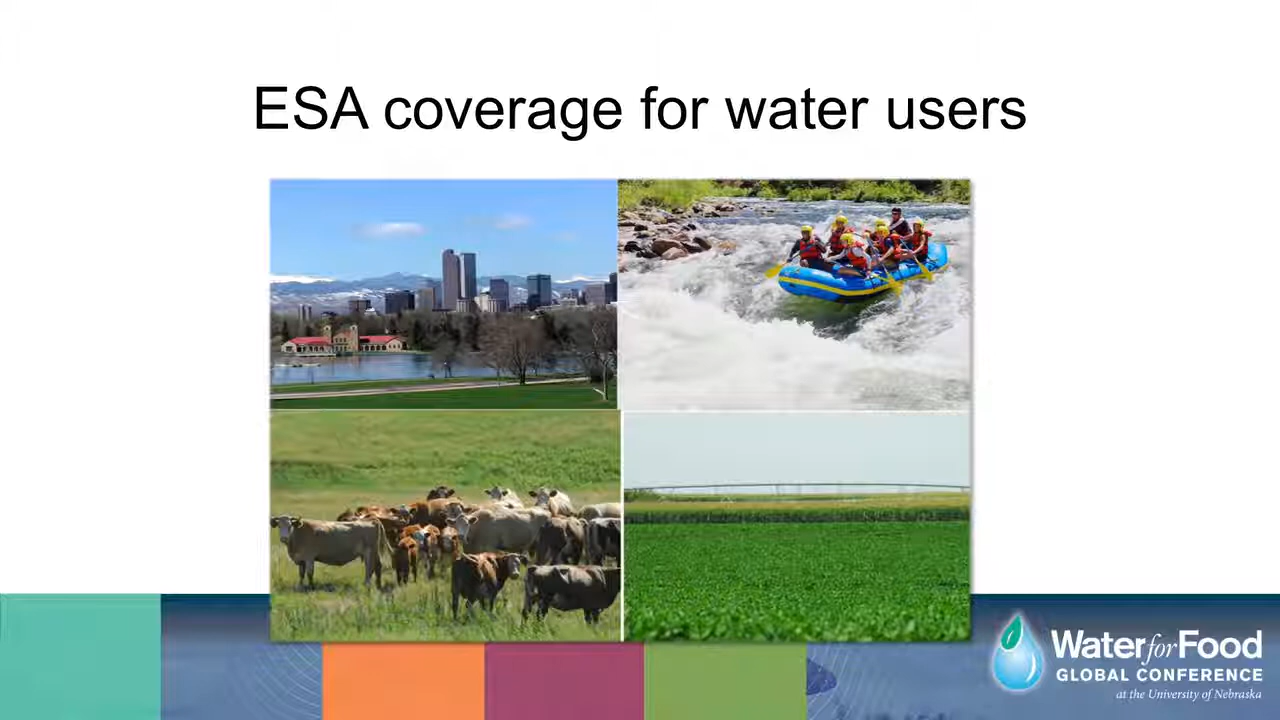 ESA coverage for water users
Water for Food
GLOBAL CONFERENCE
at the University of Nebraska